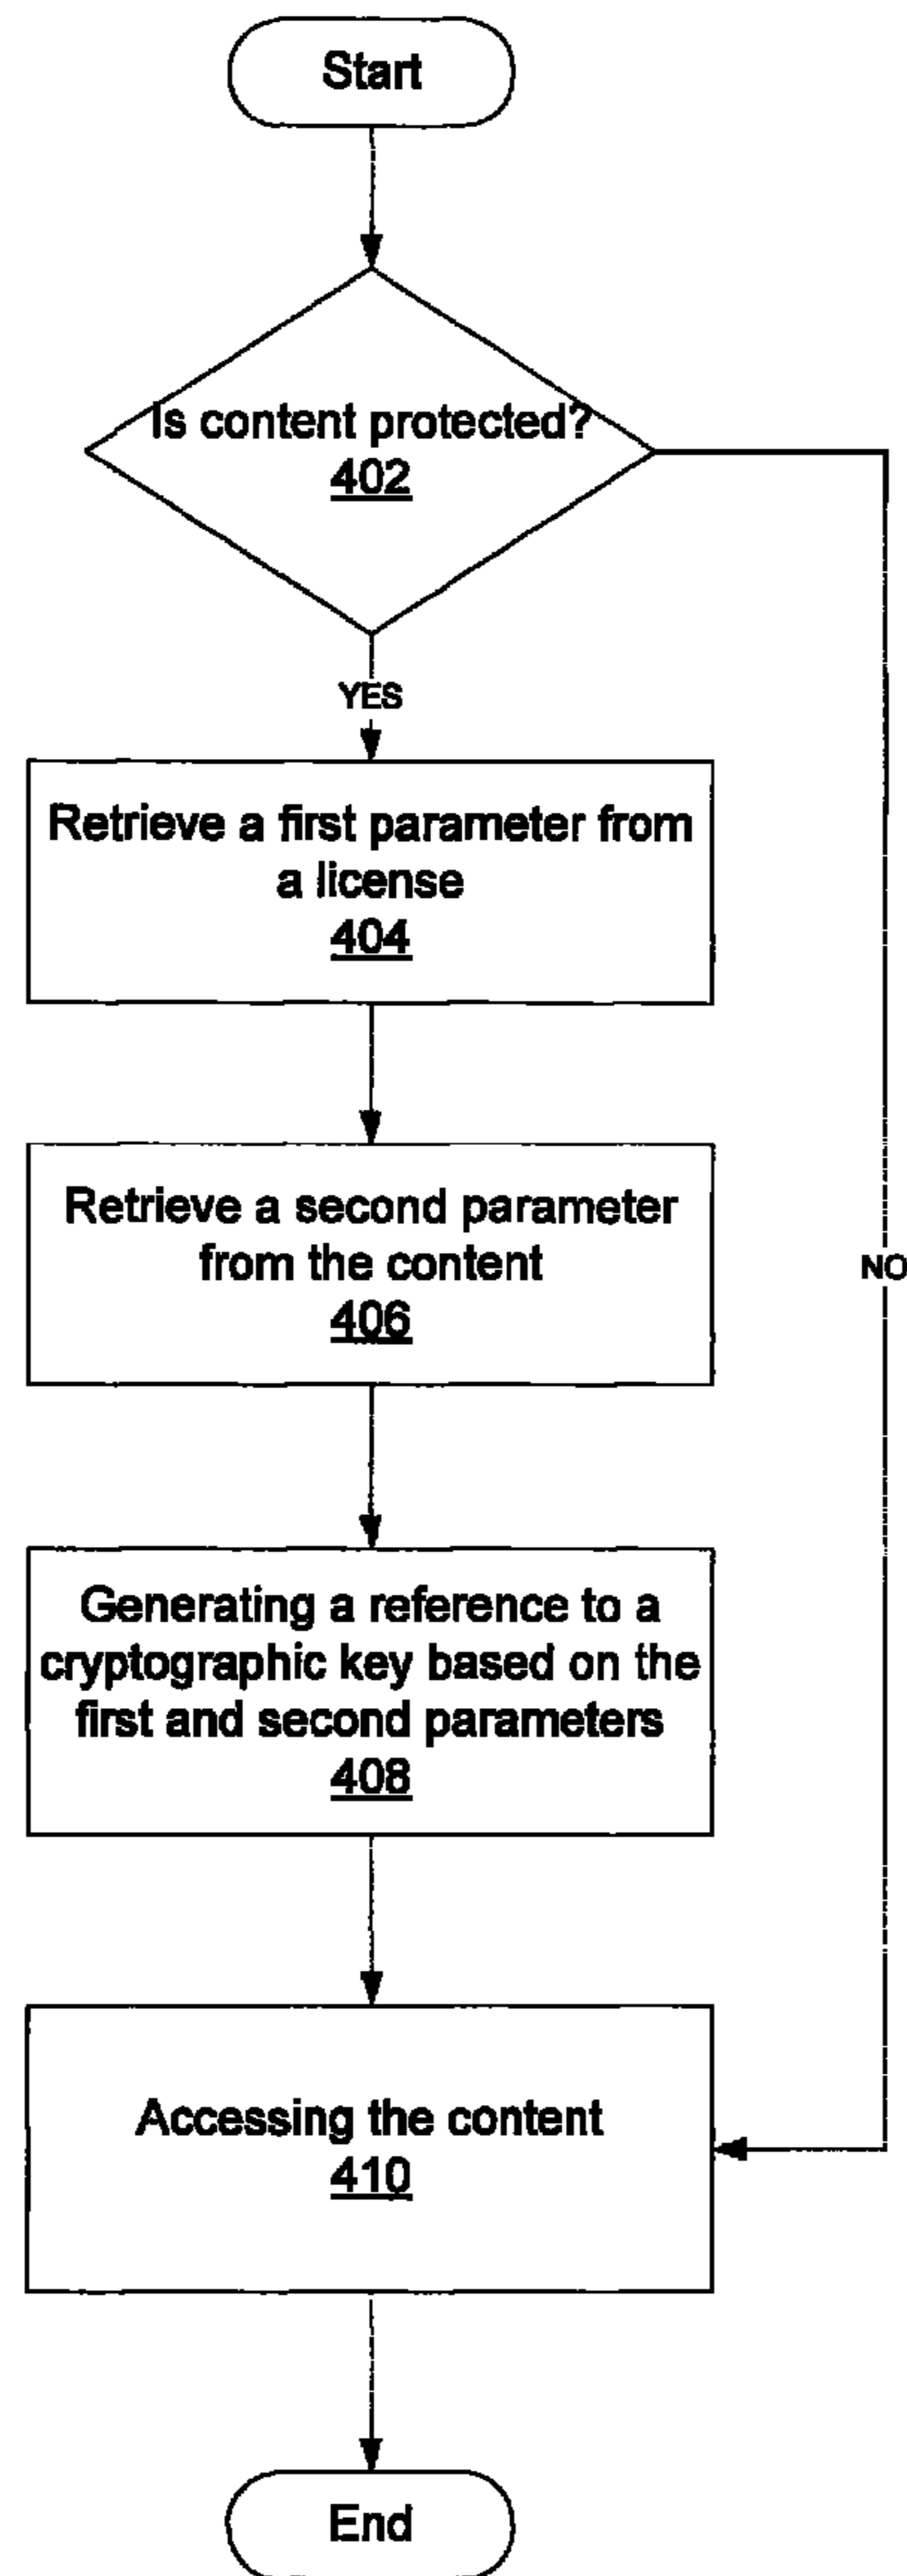 Start
Is content protected?
402
YES
Retrieve a first parameter from
a license
404
Retrieve a second parameter
from the content
406
NO
Generating a reference to a
cryptographic key based on the
first and second parameters
408
Accessing the content
410
End